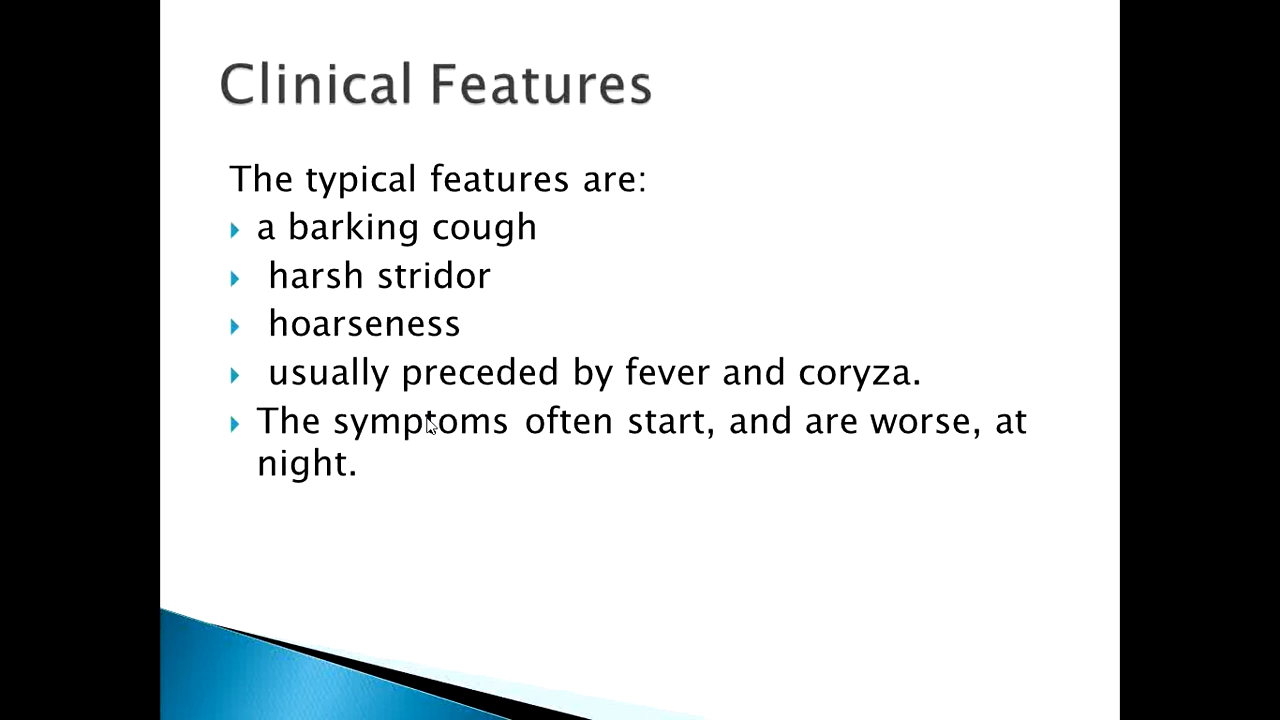 Clinical Features
The typical features are:
a barking cough
harsh stridor
hoarseness
usually preceded by fever and coryza.
The symptoms often start, and are worse, at
night.